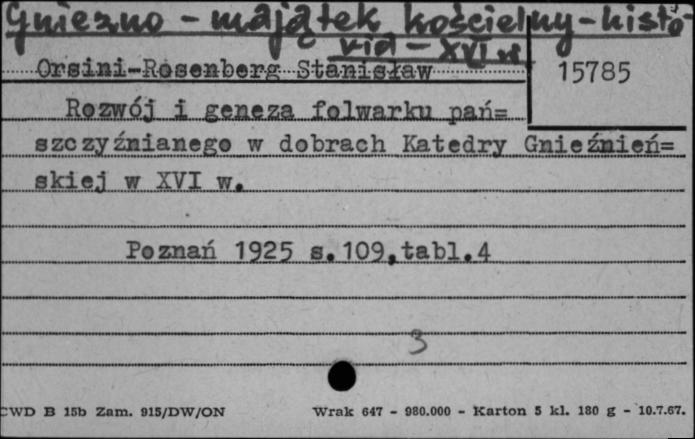 Gniezno - majątek kościelny - histo
ria - XVI w
Orsini-Rosenberg Stanisław
15785
Rozwój i geneza folwarku pań=
szczyźnianego w dobrach Katedry Gnieźnień=
skiej w XVI w.
Poznań 1925 s.109,tabl.4
3
CWD B 15b Zam. 915/DW/ON
Wrak 647 - 980.000 - Karton 5 kl. 180 g - 10.7.67.